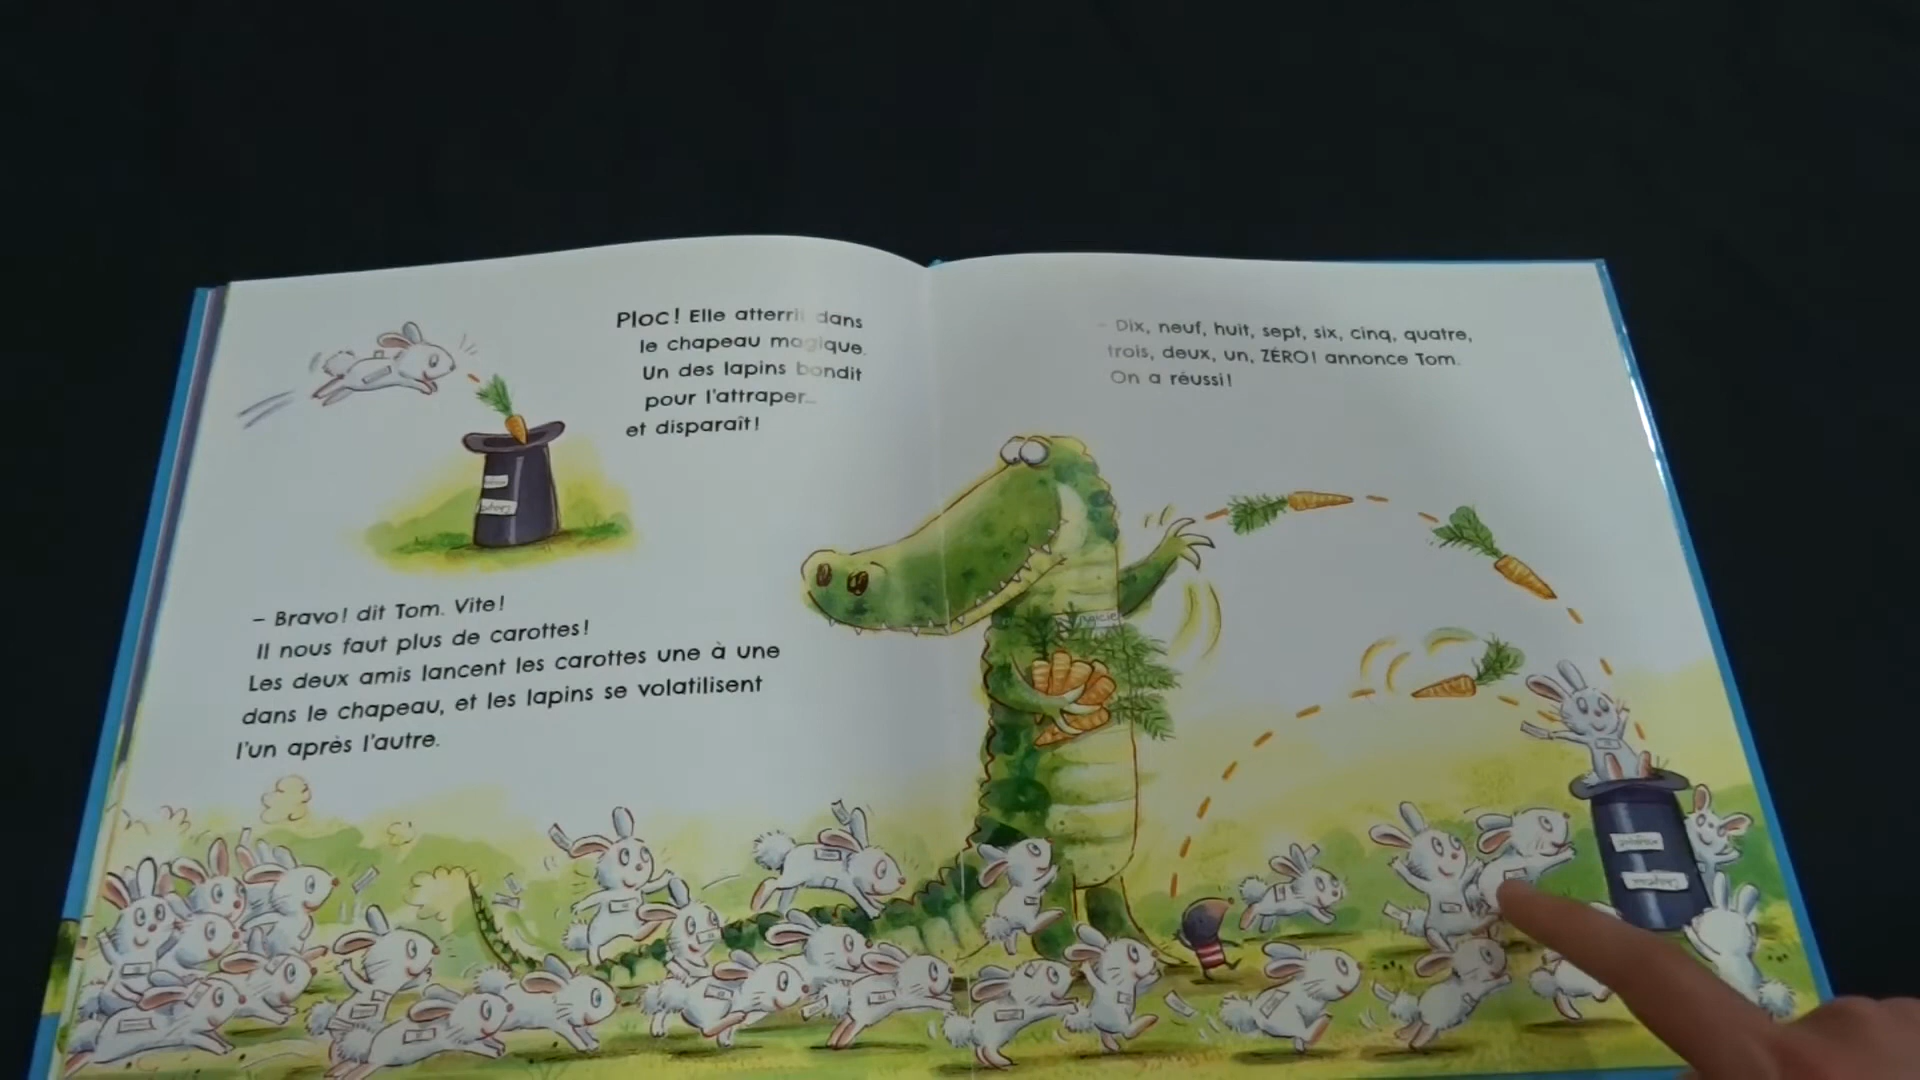 Ploc! Elle atterrit dans
le chapeau magique.
Un des lapins bondit
pour l'attraper...
et disparaît!
– Bravo! dit Tom. Vite!
Il nous faut plus de carottes!
Les deux amis lancent les carottes une à une
dans le chapeau, et les lapins se volatilisent
l'un après l'autre.
– Dix, neuf, huit, sept, six, cinq, quatre,
trois, deux, un, ZÉRO! annonce Tom.
On a réussi!